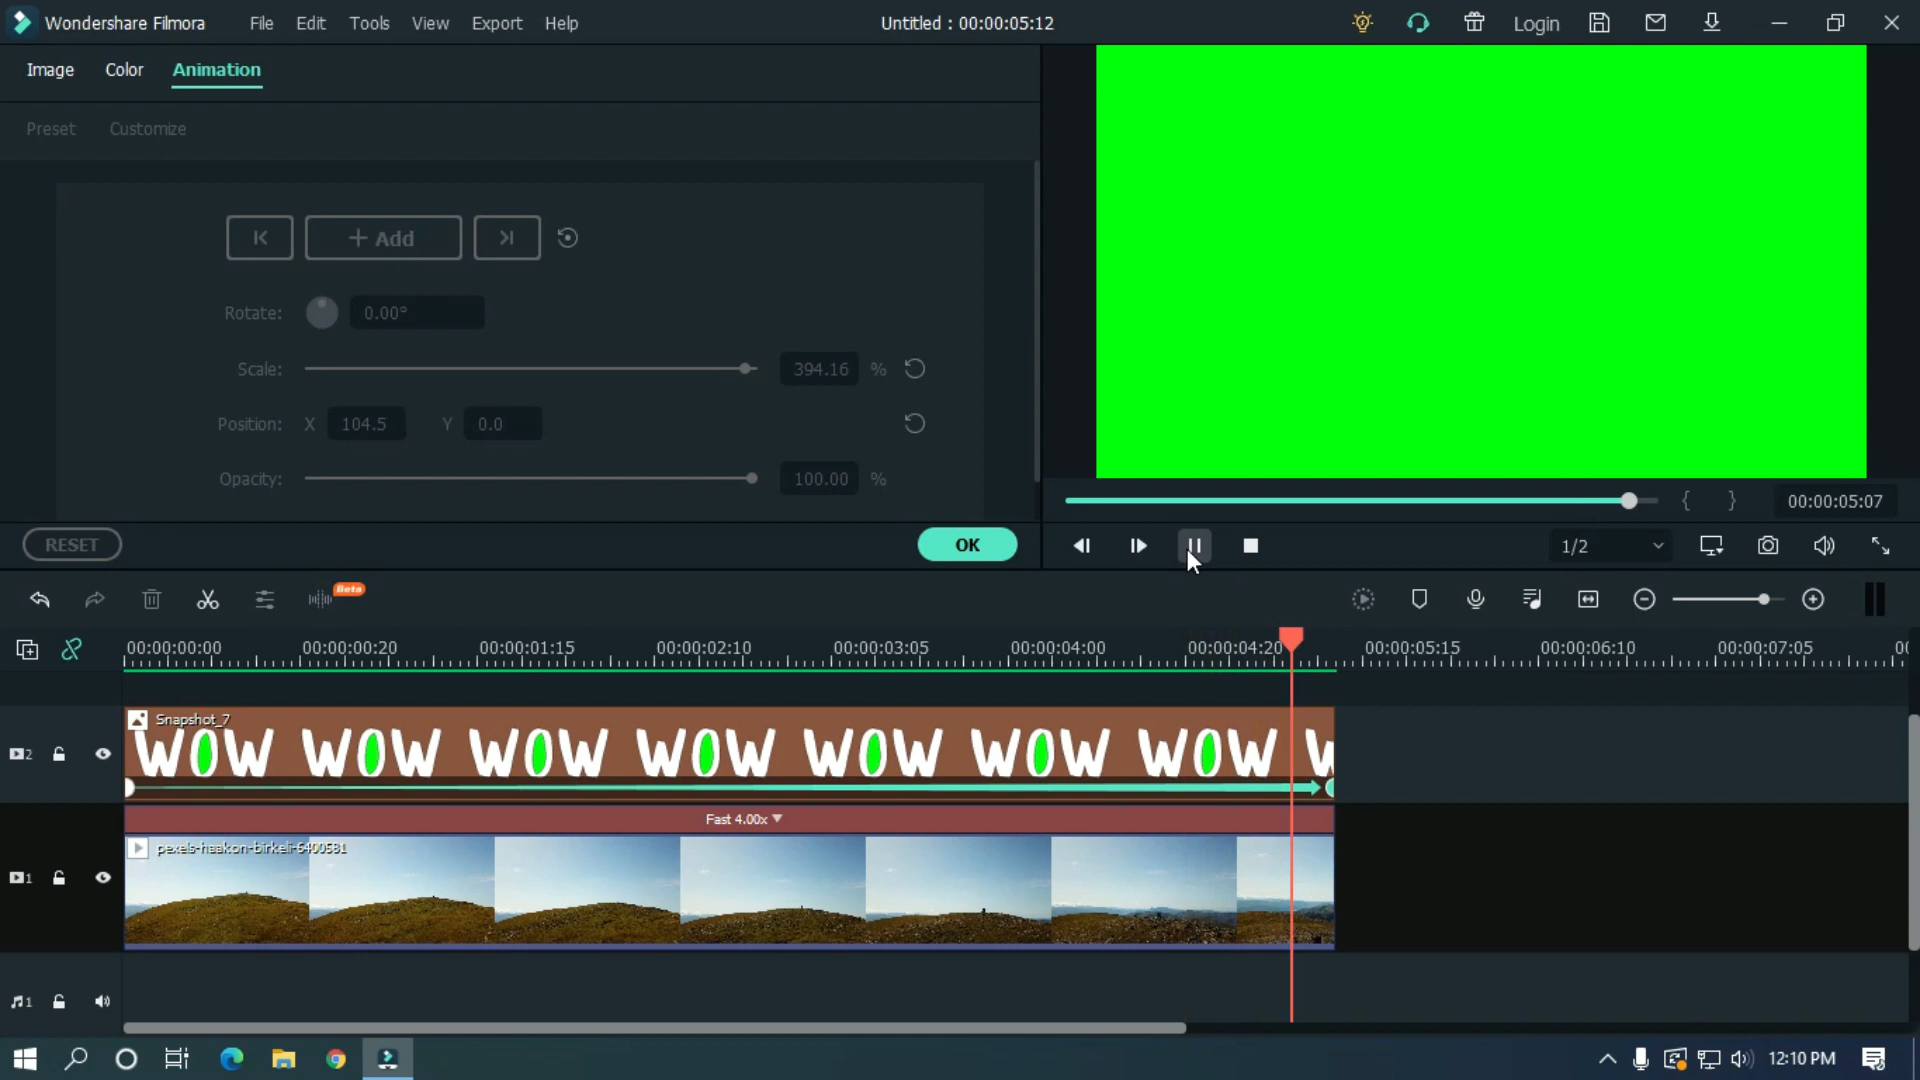 Wondershare Filmora
File Edit Tools View Export Help
Untitled : 00:00:05:12
Login
Image Color Animation
Preset Customize
+ Add
Rotate: 0.00°
Scale: 394.16 %
Position: X 104.5 Y 0.0
Opacity: 100.00 %
RESET
OK
{ } 00:00:05:07
1/2
Beta
00:00:00:00 00:00:00:20 00:00:01:15 00:00:02:10 00:00:03:05 00:00:04:00 00:00:04:20 00:00:05:15 00:00:06:10 00:00:07:05
Snapshot_7
WOW WOW WOW WOW WOW WOW WOW W
2
Fast 4.00x
pexels-haakon-birkeli-6400531
1
1
12:10 PM